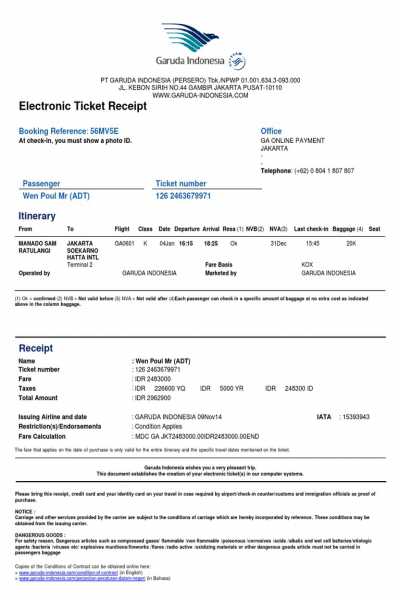 Garuda Indonesia
PT GARUDA INDONESIA (PERSERO) Tbk./NPWP 01.001.634.3-093.000
JL. KEBON SIRIH NO.44 GAMBIR JAKARTA PUSAT-10110
WWW.GARUDA-INDONESIA.COM
Electronic Ticket Receipt
Booking Reference: 56MV5E
At check-in, you must show a photo ID.
Office
GA ONLINE PAYMENT
JAKARTA
-
-
Telephone: (+62) 0 804 1 807 807
Passenger Ticket number
Wen Poul Mr (ADT) 126 2463679971
Itinerary
From To Flight Class Date Departure Arrival Resa (1) NVB(2) NVA(3) Last check-in Baggage (4) Seat
MANADO SAM JAKARTA GA0601 K 04Jan 16:15 18:25 Ok 31Dec 15:45 20K
RATULANGI SOEKARNO
HATTA INTL
Terminal 2 Fare Basis KOX
Operated by GARUDA INDONESIA Marketed by GARUDA INDONESIA
(1) Ok = confirmed (2) NVB = Not valid before (3) NVA = Not valid after (4)Each passenger can check in a specific amount of baggage at no extra cost as indicated
above in the column baggage.
Receipt
Name : Wen Poul Mr (ADT)
Ticket number : 126 2463679971
Fare : IDR 2483000
Taxes : IDR 226600 YQ IDR 5000 YR IDR 248300 ID
Total Amount : IDR 2962900
Issuing Airline and date : GARUDA INDONESIA 09Nov14 IATA : 15393943
Restriction(s)/Endorsements : Condition Applies
Fare Calculation : MDC GA JKT2483000.00IDR2483000.00END
The fare that applies on the date of purchase is only valid for the entire itinerary and the specific travel dates mentioned on the ticket.
Garuda Indonesia wishes you a very pleasant trip.
This document establishes the creation of your electronic ticket(s) in our computer systems.
Please bring this receipt, credit card and your identity card on your travel in case required by airport/check-in counter/customs and immigration officials as proof of
purchase.
NOTICE :
Carriage and other services provided by the carrier are subject to the conditions of carriage which are hereby incorporated by reference. These conditions may be
obtained from the issuing carrier.
DANGEROUS GOODS :
For safety reason, Dangerous articles such as compressed gases/ flammable /non flammable /poisonous /corrosives /acids /alkalis and wet cell batteries/etiologic
agents /bacteria /viruses etc/ explosives munitions/fireworks /flares /radio active /oxidizing materials or other dangerous goods article must not be carried in
passengers baggage
Copies of the Conditions of Contract can be obtained online here:
» www.garuda-indonesia.com/condition-of-contract (in English)
» www.garuda-indonesia.com/perjanjian-perjalanan-dalam-negeri (in Bahasa)